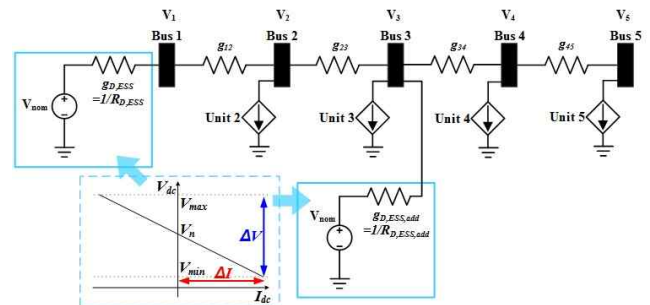 V1 V2 V3 V4 V5
Bus 1 g12 Bus 2 g23 Bus 3 g34 Bus 4 g45 Bus 5
gD,ESS
=1/RD,ESS
Vnom
Unit 2 Unit 3 Unit 4 Unit 5
Vdc
Vmax
Vn
Vmin
ΔV
ΔI
Idc
Vnom
gD,ESS,add
=1/RD,ESS,add